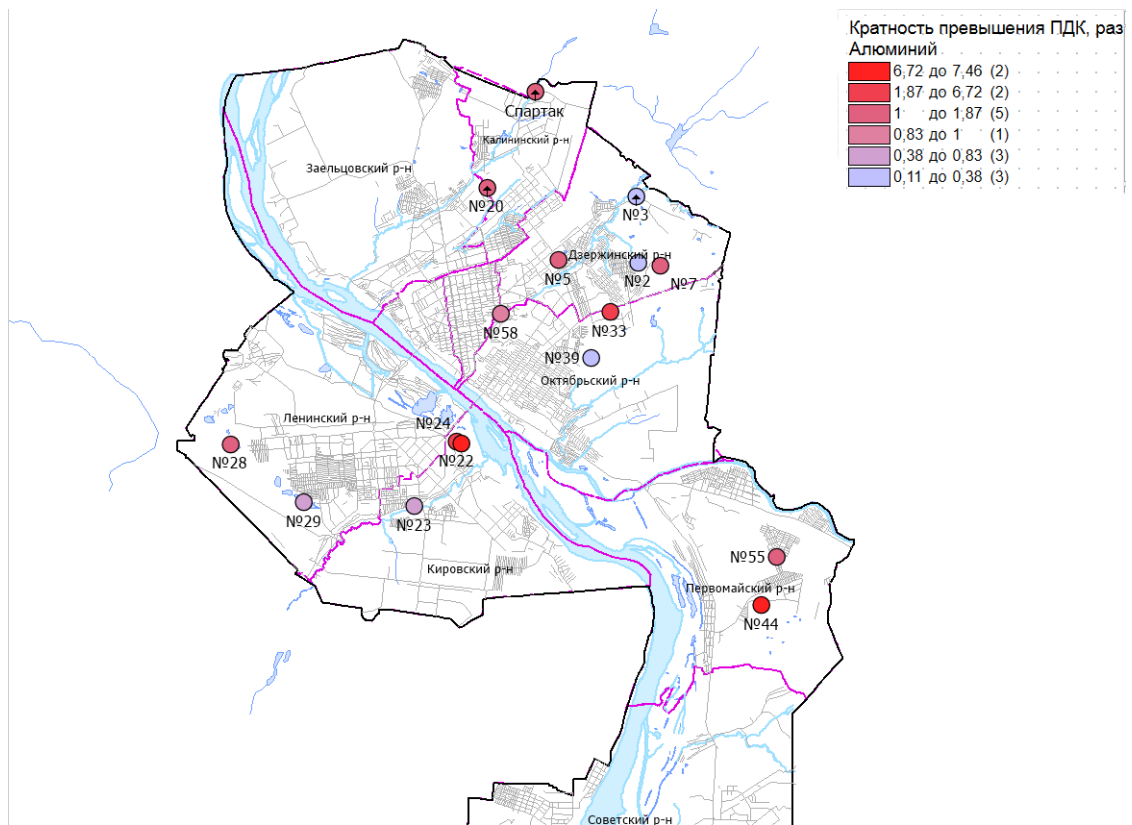 Кратность превышения ПДК, раз
Алюминий
6,72 до 7,46 (2)
1,87 до 6,72 (2)
1 до 1,87 (5)
0,83 до 1 (1)
0,38 до 0,83 (3)
0,11 до 0,38 (3)
Спартак
Калининский р-н
Заельцовский р-н
№20
№3
Дзержинский р-н
№5
№2
№7
№58
№33
№39
Октябрьский р-н
Ленинский р-н
№24
№22
№28
№29
№23
Кировский р-н
№55
Первомайский р-н
№44
Советский р-н